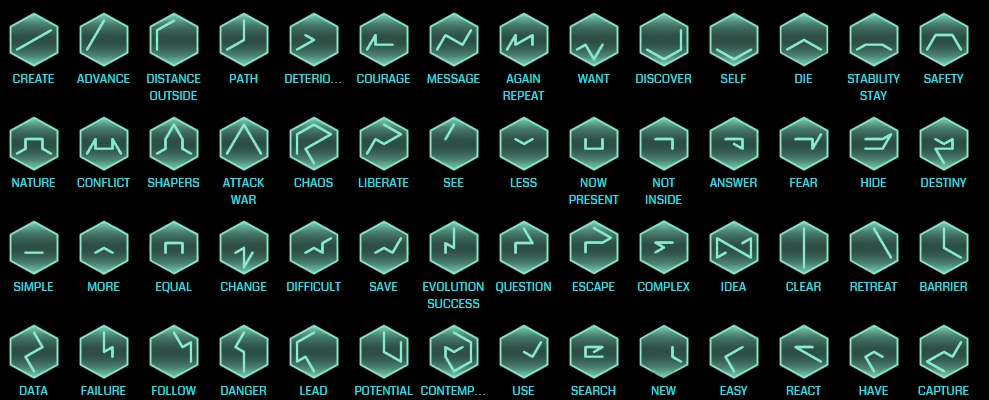 CREATE ADVANCE DISTANCE PATH DETERIO... COURAGE MESSAGE AGAIN WANT DISCOVER SELF DIE STABILITY SAFETY
OUTSIDE REPEAT STAY
NATURE CONFLICT SHAPERS ATTACK CHAOS LIBERATE SEE LESS NOW NOT ANSWER FEAR HIDE DESTINY
WAR PRESENT INSIDE
SIMPLE MORE EQUAL CHANGE DIFFICULT SAVE EVOLUTION QUESTION ESCAPE COMPLEX IDEA CLEAR RETREAT BARRIER
SUCCESS
DATA FAILURE FOLLOW DANGER LEAD POTENTIAL CONTEMP... USE SEARCH NEW EASY REACT HAVE CAPTURE